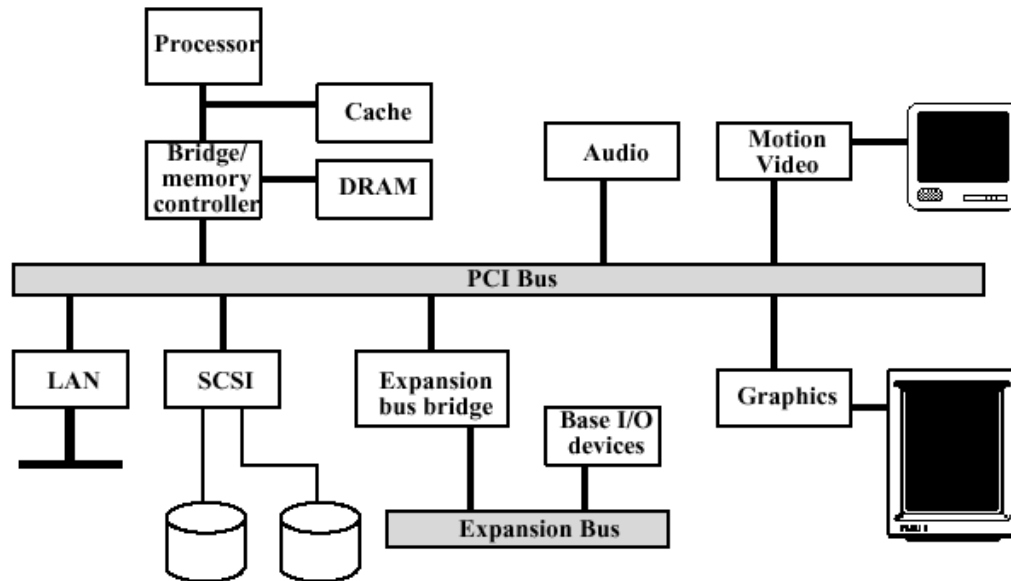 Processor
Cache
Bridge/
memory
controller
DRAM
Audio
Motion
Video
PCI Bus
LAN
SCSI
Expansion
bus bridge
Base I/O
devices
Graphics
Expansion Bus